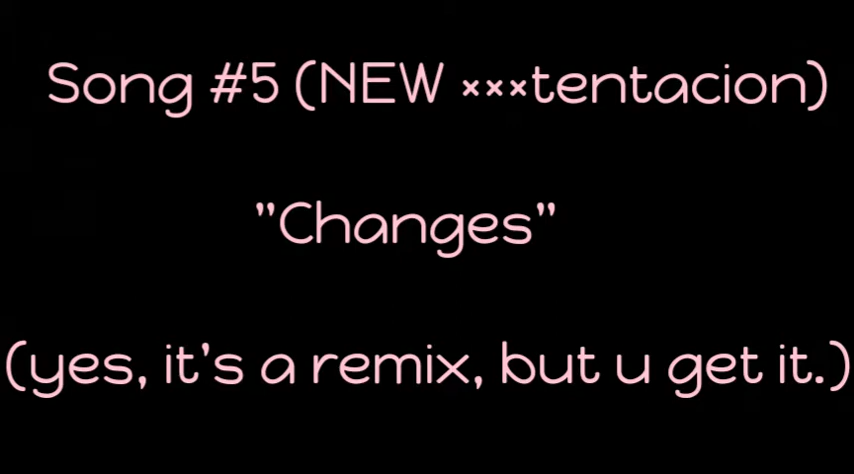 Song #5 (NEW ×××tentacion)
"Changes"
(yes, it's a remix, but u get it.)